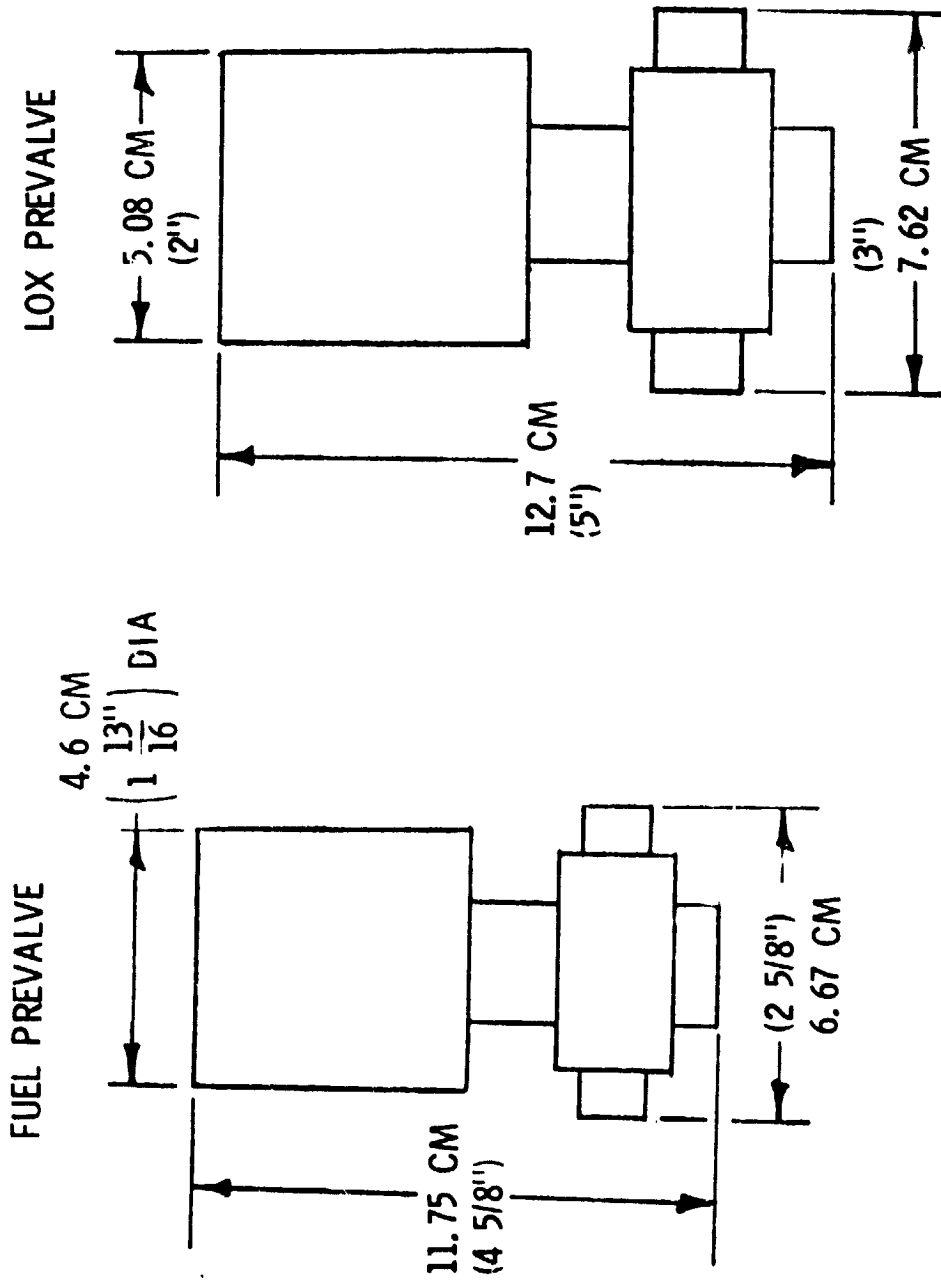 FUEL PREVALVE
4.6 CM
(1 13/16") DIA
11.75 CM
(4 5/8")
(2 5/8")
6.67 CM
LOX PREVALVE
5.08 CM
(2")
12.7 CM
(5")
(3")
7.62 CM